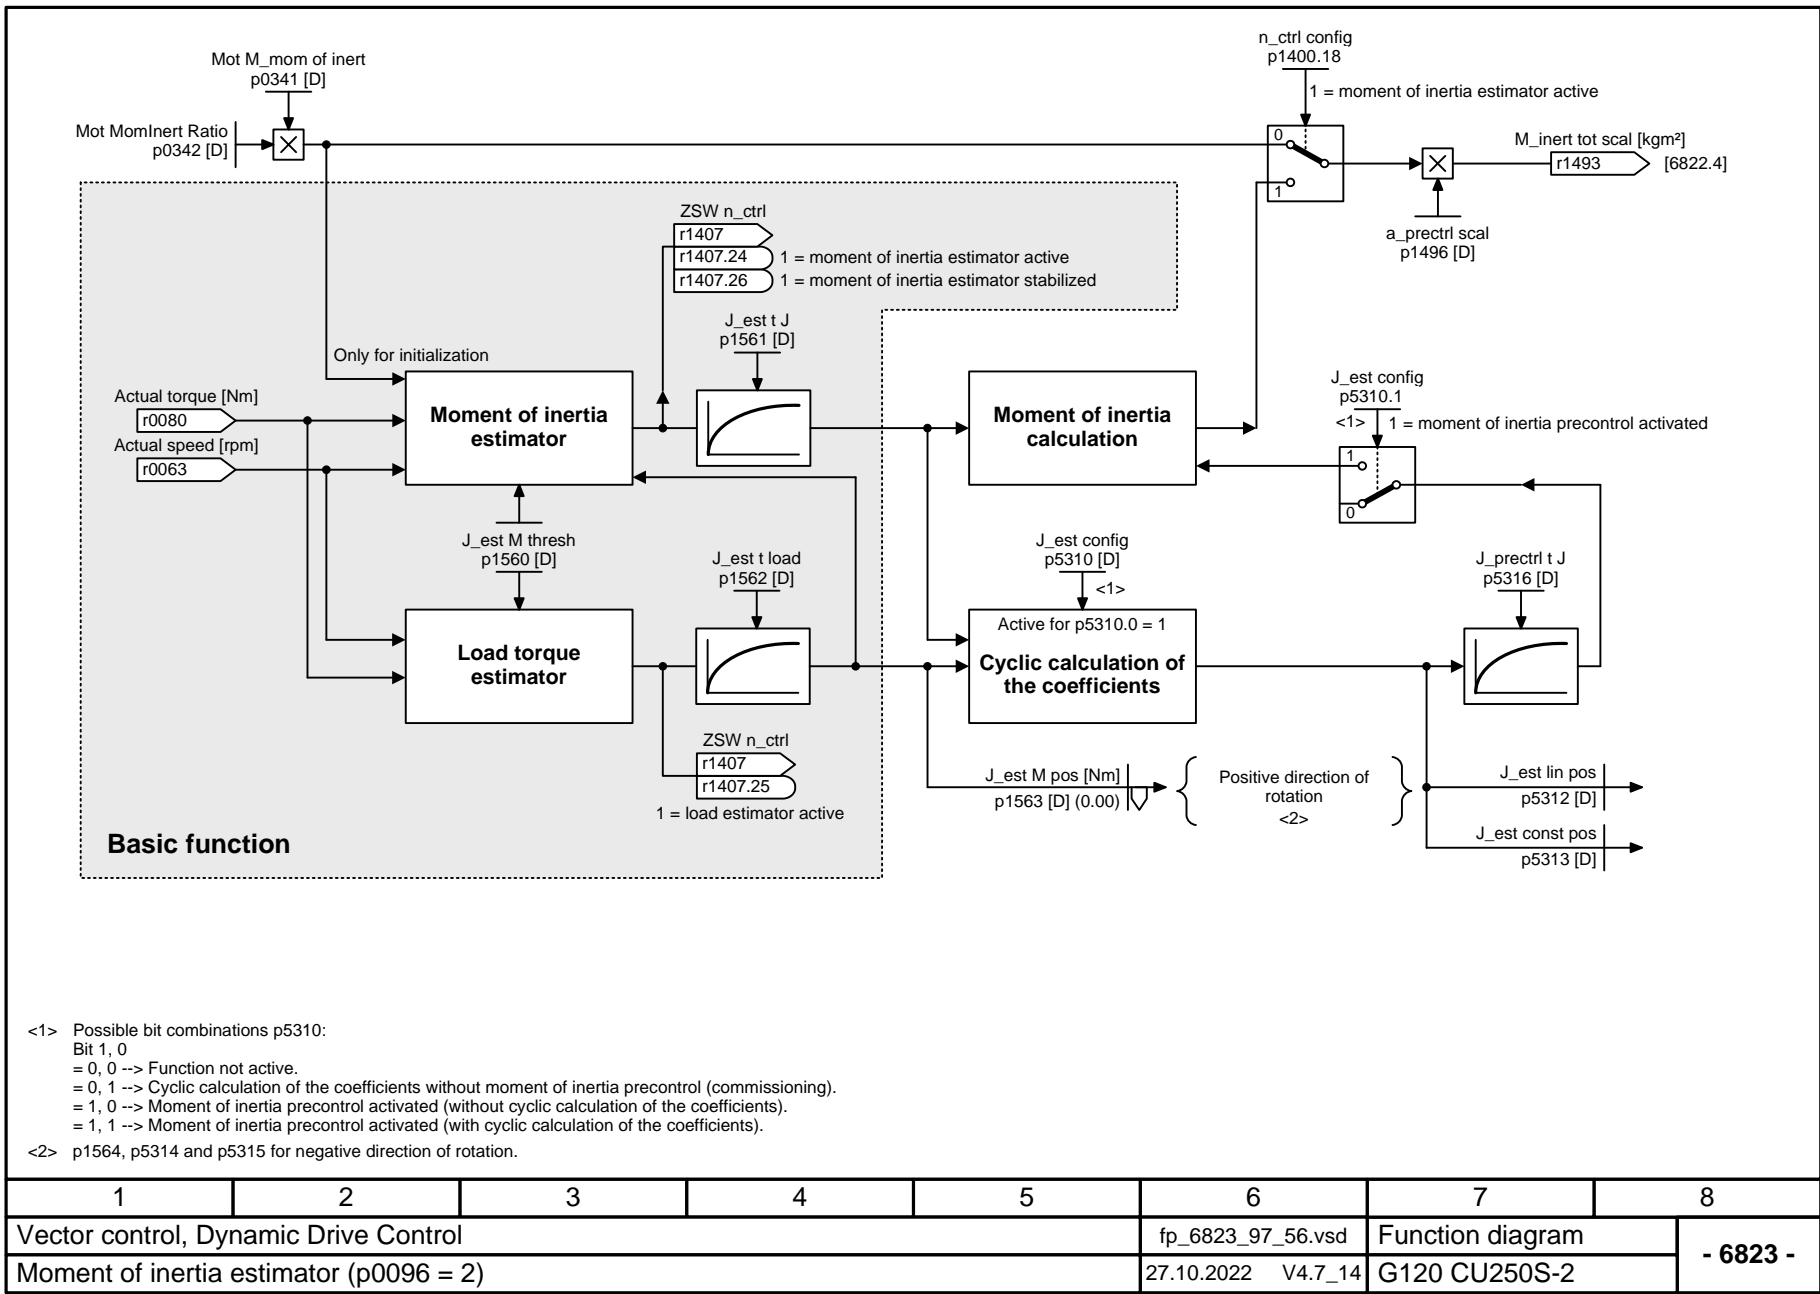 n_ctrl config
p1400.18
1 = moment of inertia estimator active
Mot M_mom of inert
p0341 [D]
Mot MomInert Ratio
p0342 [D]
0
1
M_inert tot scal [kgm²]
r1493
[6822.4]
a_prectrl scal
p1496 [D]
ZSW n_ctrl
r1407
r1407.24
1 = moment of inertia estimator active
r1407.26
1 = moment of inertia estimator stabilized
J_est t J
p1561 [D]
Only for initialization
Actual torque [Nm]
r0080
Actual speed [rpm]
r0063
Moment of inertia
estimator
Moment of inertia
calculation
J_est config
p5310.1
<1>
1 = moment of inertia precontrol activated
1
0
J_est M thresh
p1560 [D]
J_est t load
p1562 [D]
J_est config
p5310 [D]
<1>
J_prectrl t J
p5316 [D]
Load torque
estimator
Active for p5310.0 = 1
Cyclic calculation of
the coefficients
ZSW n_ctrl
r1407
r1407.25
1 = load estimator active
J_est M pos [Nm]
p1563 [D] (0.00)
Positive direction of
rotation
<2>
J_est lin pos
p5312 [D]
J_est const pos
p5313 [D]
Basic function
<1> Possible bit combinations p5310:
Bit 1, 0
= 0, 0 --> Function not active.
= 0, 1 --> Cyclic calculation of the coefficients without moment of inertia precontrol (commissioning).
= 1, 0 --> Moment of inertia precontrol activated (without cyclic calculation of the coefficients).
= 1, 1 --> Moment of inertia precontrol activated (with cyclic calculation of the coefficients).
<2> p1564, p5314 and p5315 for negative direction of rotation.
1 2 3 4 5 6 7 8
Vector control, Dynamic Drive Control
fp_6823_97_56.vsd
Function diagram
- 6823 -
Moment of inertia estimator (p0096 = 2)
27.10.2022 V4.7_14
G120 CU250S-2